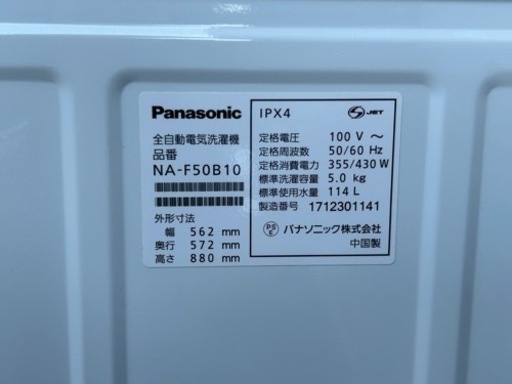 Panasonic
全自動電気洗濯機
品番
NA-F50B10
外形寸法
幅 562 mm
奥行 572 mm
高さ 880 mm
IPX4
S JET
定格電圧 100 V ～
定格周波数 50/60 Hz
定格消費電力 355/430 W
標準洗濯容量 5.0 kg
標準使用水量 114 L
製造番号 1712301141
PS E パナソニック株式会社
中国製